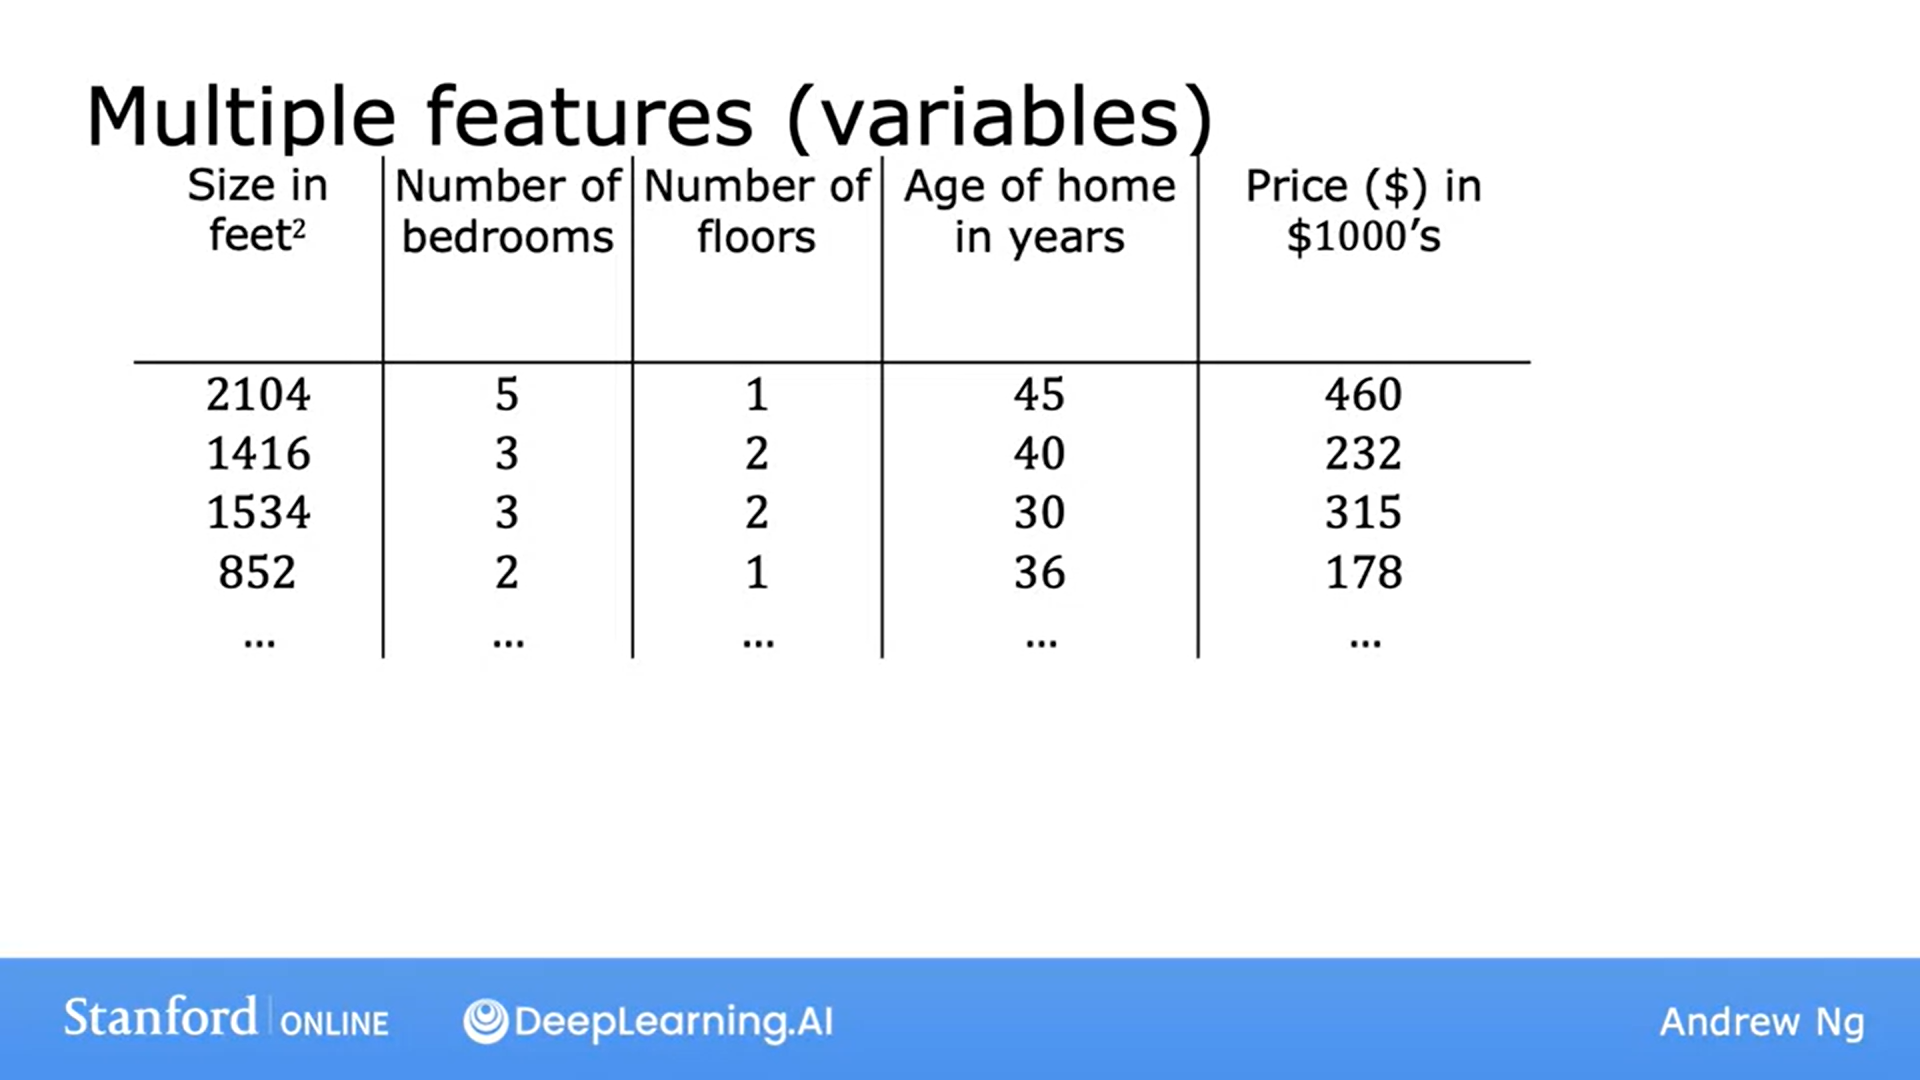 Multiple features (variables)
Size in feet² | Number of bedrooms | Number of floors | Age of home in years | Price ($) in $1000’s
2104 5 1 45 460
1416 3 2 40 232
1534 3 2 30 315
852 2 1 36 178
... ... ... ... ...
Stanford | ONLINE DeepLearning.AI Andrew Ng